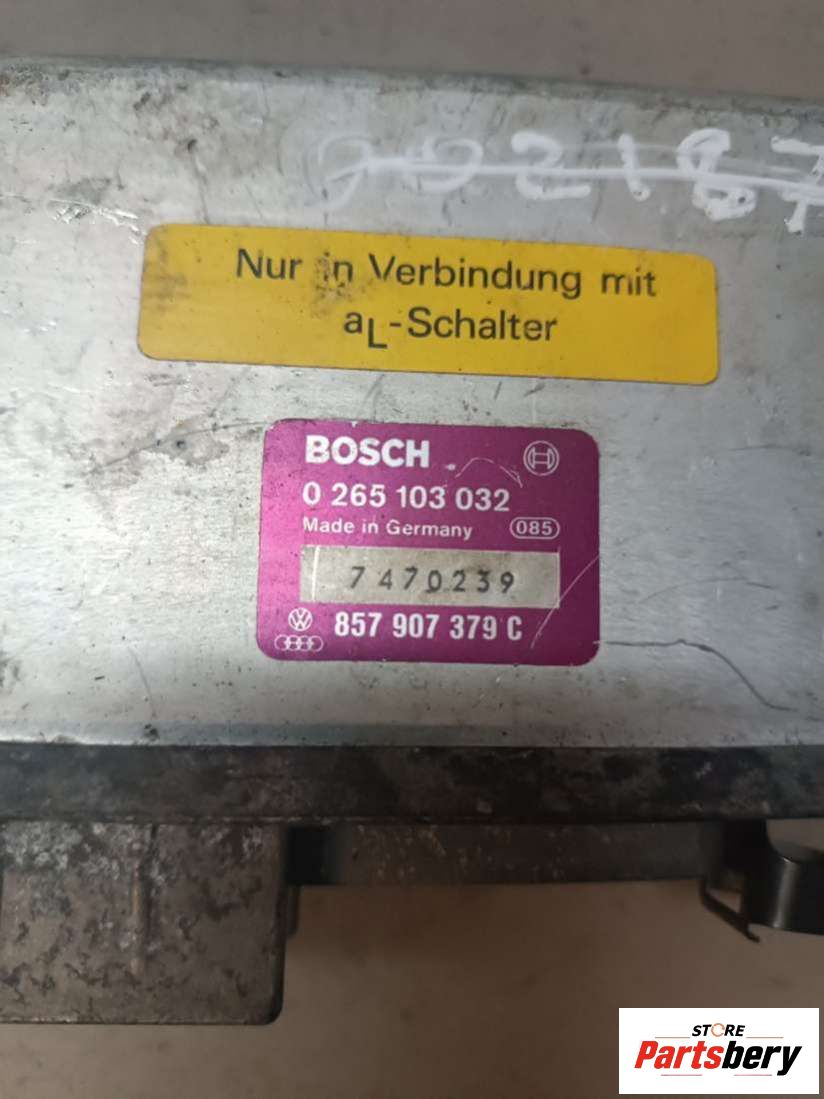 002187
Nur in Verbindung mit
aL-Schalter
BOSCH
0 265 103 032
Made in Germany 085
7470239
857 907 379 C
STORE
Partsbery